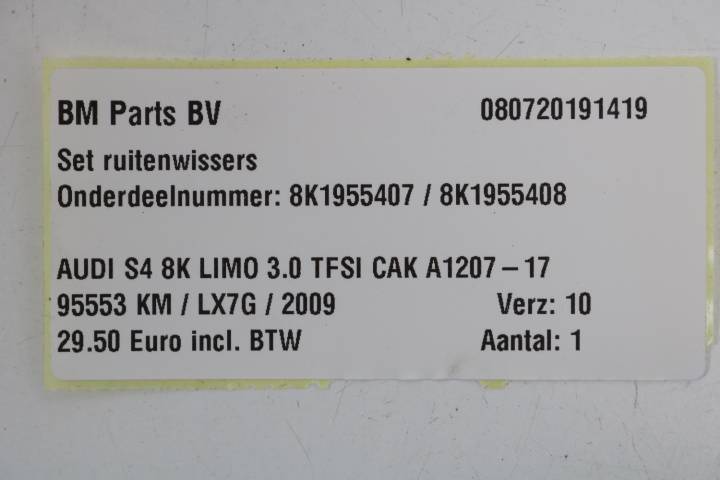 BM Parts BV 080720191419
Set ruitenwissers
Onderdeelnummer: 8K1955407 / 8K1955408
AUDI S4 8K LIMO 3.0 TFSI CAK A1207 – 17
95553 KM / LX7G / 2009 Verz: 10
29.50 Euro incl. BTW Aantal: 1